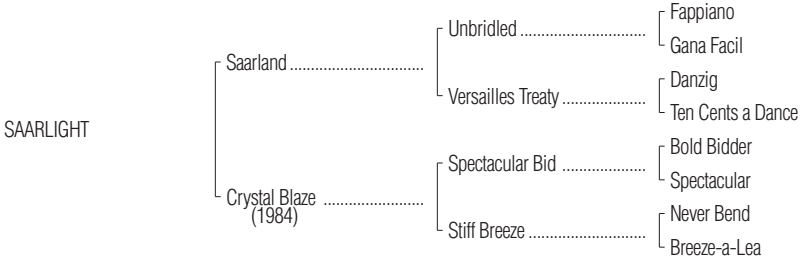 Fappiano
Unbridled ..............................
Gana Facil
Saarland ................................
Danzig
Versailles Treaty ....................
Ten Cents a Dance
SAARLIGHT
Bold Bidder
Spectacular Bid ....................
Spectacular
Crystal Blaze ........................
(1984)
Never Bend
Stiff Breeze ............................
Breeze-a-Lea